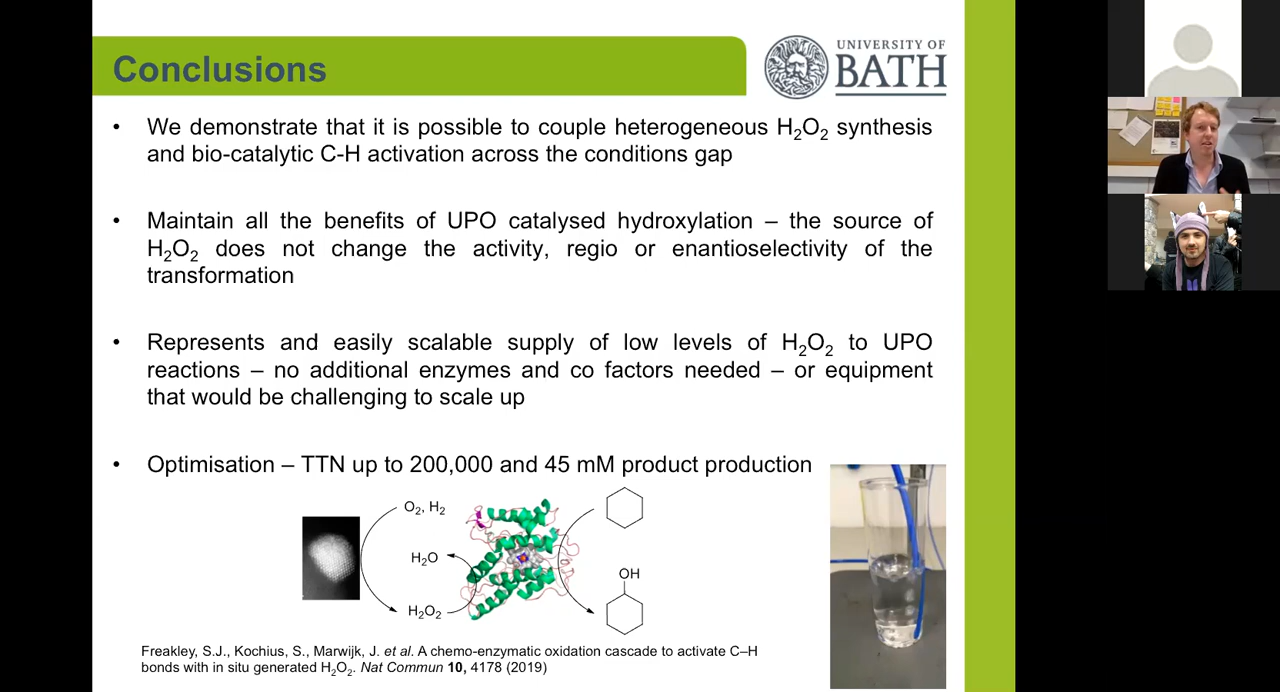 Conclusions
UNIVERSITY OF
BATH
• We demonstrate that it is possible to couple heterogeneous H₂O₂ synthesis
and bio-catalytic C-H activation across the conditions gap
• Maintain all the benefits of UPO catalysed hydroxylation – the source of
H₂O₂ does not change the activity, regio or enantioselectivity of the
transformation
• Represents and easily scalable supply of low levels of H₂O₂ to UPO
reactions – no additional enzymes and co factors needed – or equipment
that would be challenging to scale up
• Optimisation – TTN up to 200,000 and 45 mM product production
O₂, H₂
H₂O
OH
H₂O₂
Freakley, S.J., Kochius, S., Marwijk, J. et al. A chemo-enzymatic oxidation cascade to activate C–H
bonds with in situ generated H₂O₂. Nat Commun 10, 4178 (2019)